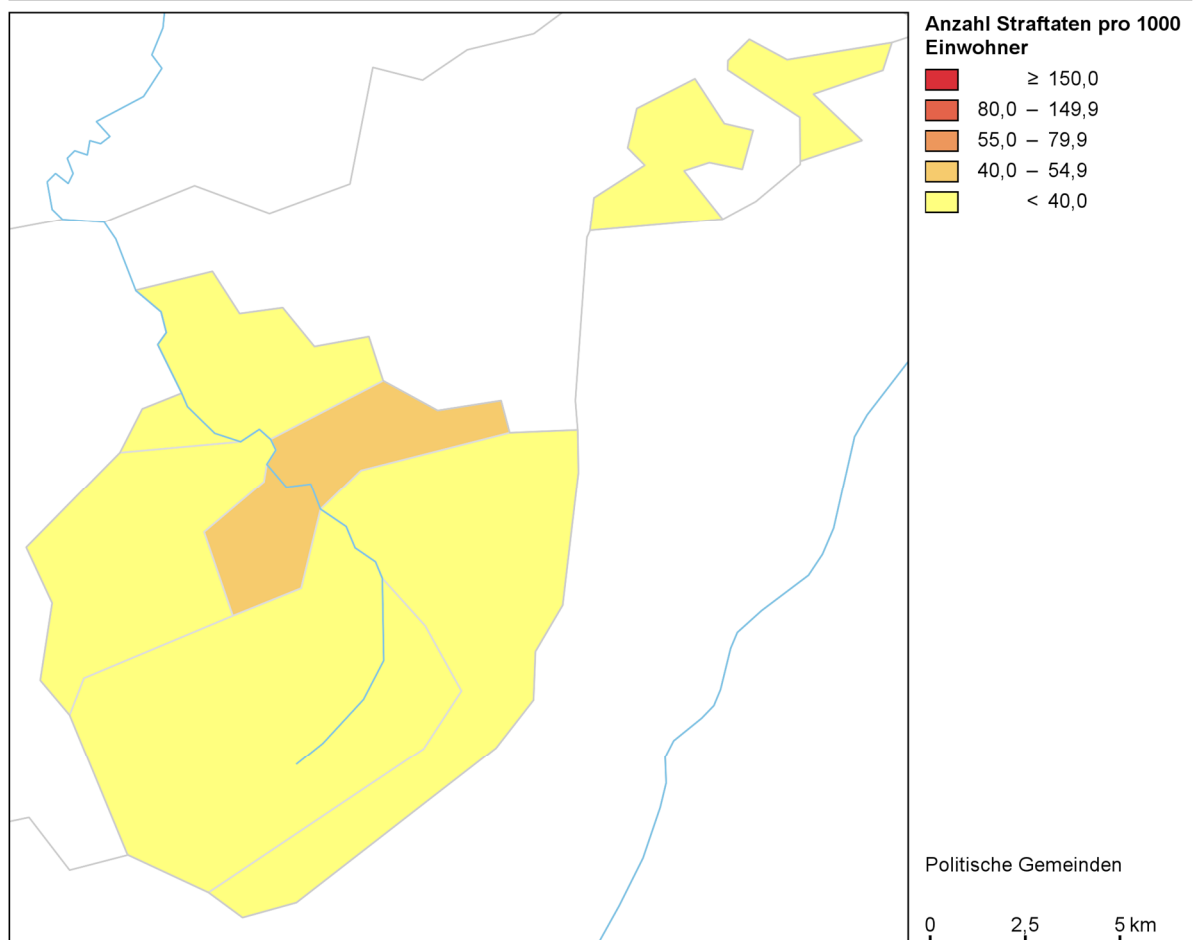 Anzahl Straftaten pro 1000
Einwohner
≥ 150,0
80,0 – 149,9
55,0 – 79,9
40,0 – 54,9
< 40,0
Politische Gemeinden
0 2,5 5 km